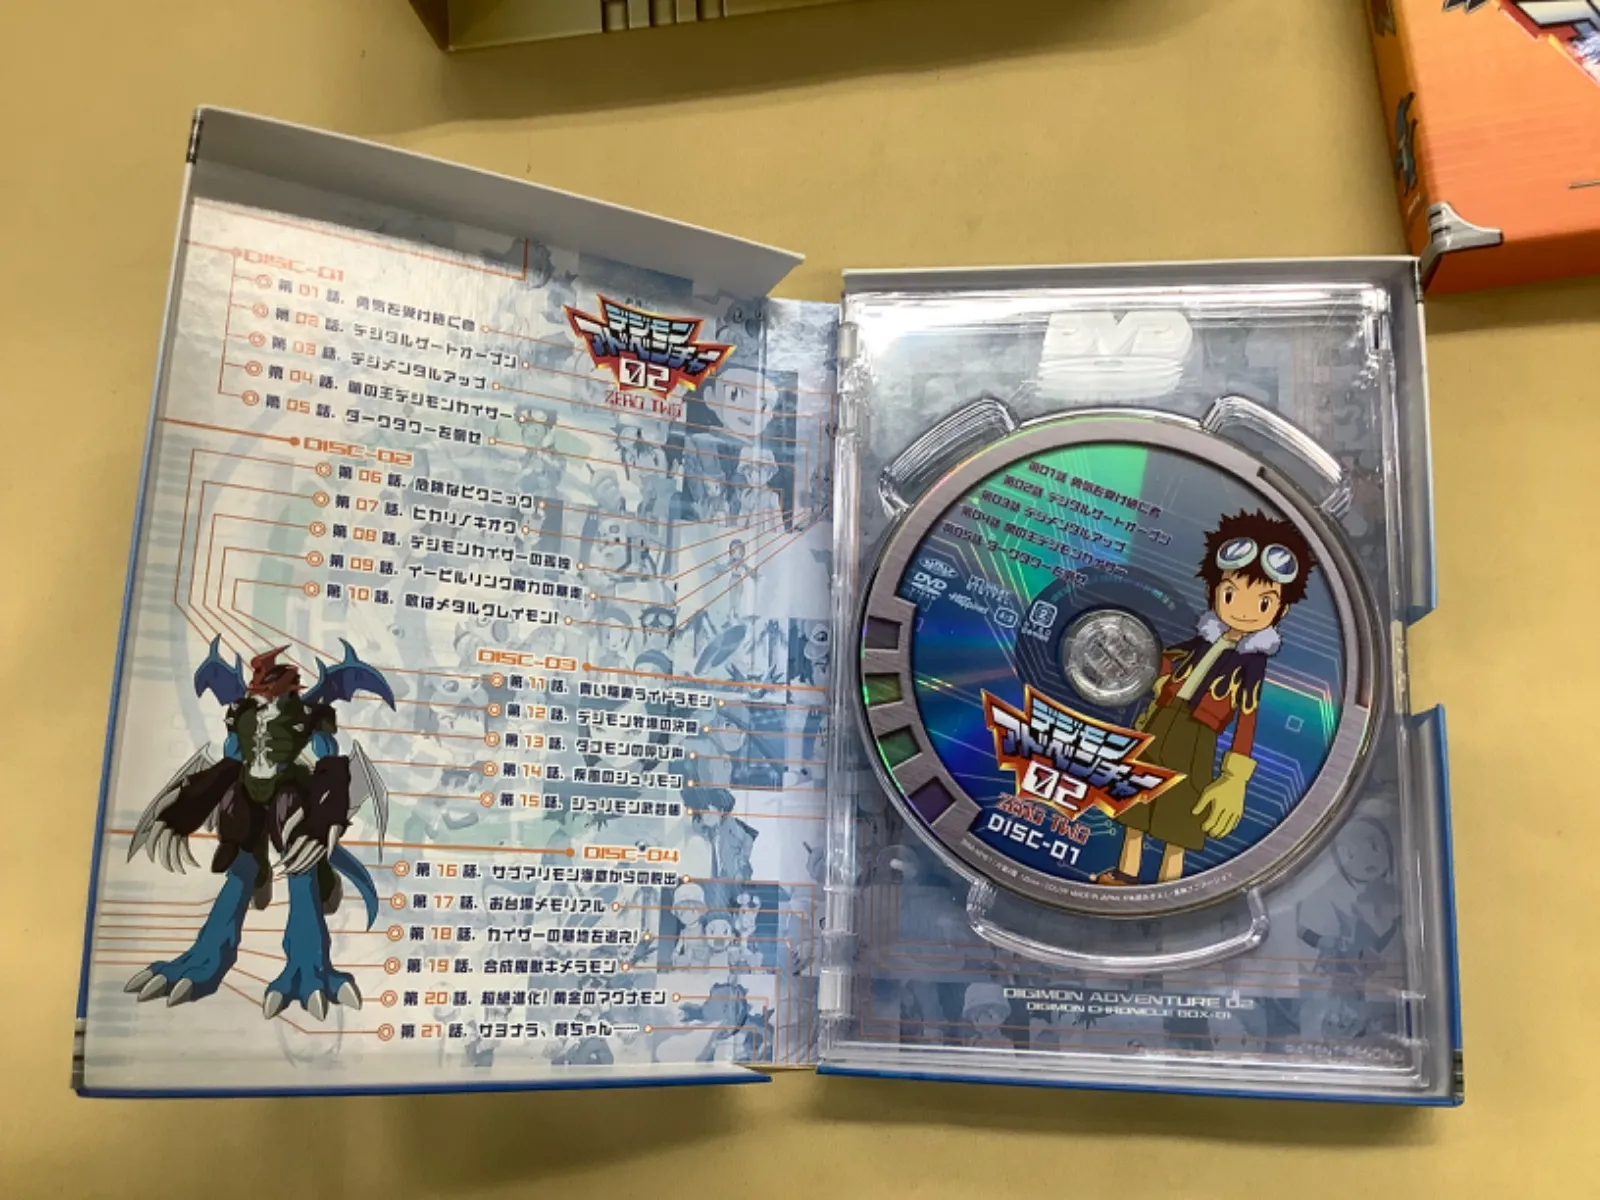 DISC-01
第01話. 勇気を受け継ぐ者
第02話. デジタルゲートオープン
第03話. デジメンタルアップ
第04話. 闇の王デジモンカイザー
第05話. ダークタワーを倒せ
DISC-02
第06話. 危険なピクニック
第07話. ヒカリノキオク
第08話. デジモンカイザーの孤独
第09話. イービルリング魔力の暴走
第10話. 敵はメタルグレイモン!
DISC-03
第11話. 青い稲妻ライドラモン
第12話. デジモン牧場の決闘
第13話. ダゴモンの呼び声
第14話. 疾風のシュリモン
第15話. シュリモン武芸帳
DISC-04
第16話. サブマリモン海底からの脱出
第17話. お台場メモリアル
第18話. カイザーの基地を追え!
第19話. 合成魔獣キメラモン
第20話. 超絶進化! 黄金のマグナモン
第21話. サヨナラ、賢ちゃん……
デジモン
アドベンチャー
02
ZERO TWO
DVD
第01話 勇気を受け継ぐ者
第02話 デジタルゲートオープン
第03話 デジメンタルアップ
第04話 闇の王デジモンカイザー
第05話 ダークタワーを倒せ
DVD
4:3
2
デジモン
アドベンチャー
02
ZERO TWO
DISC-01
DIGIMON ADVENTURE 02
DIGIMON CHRONICLE BOX-01
PATENT PENDING